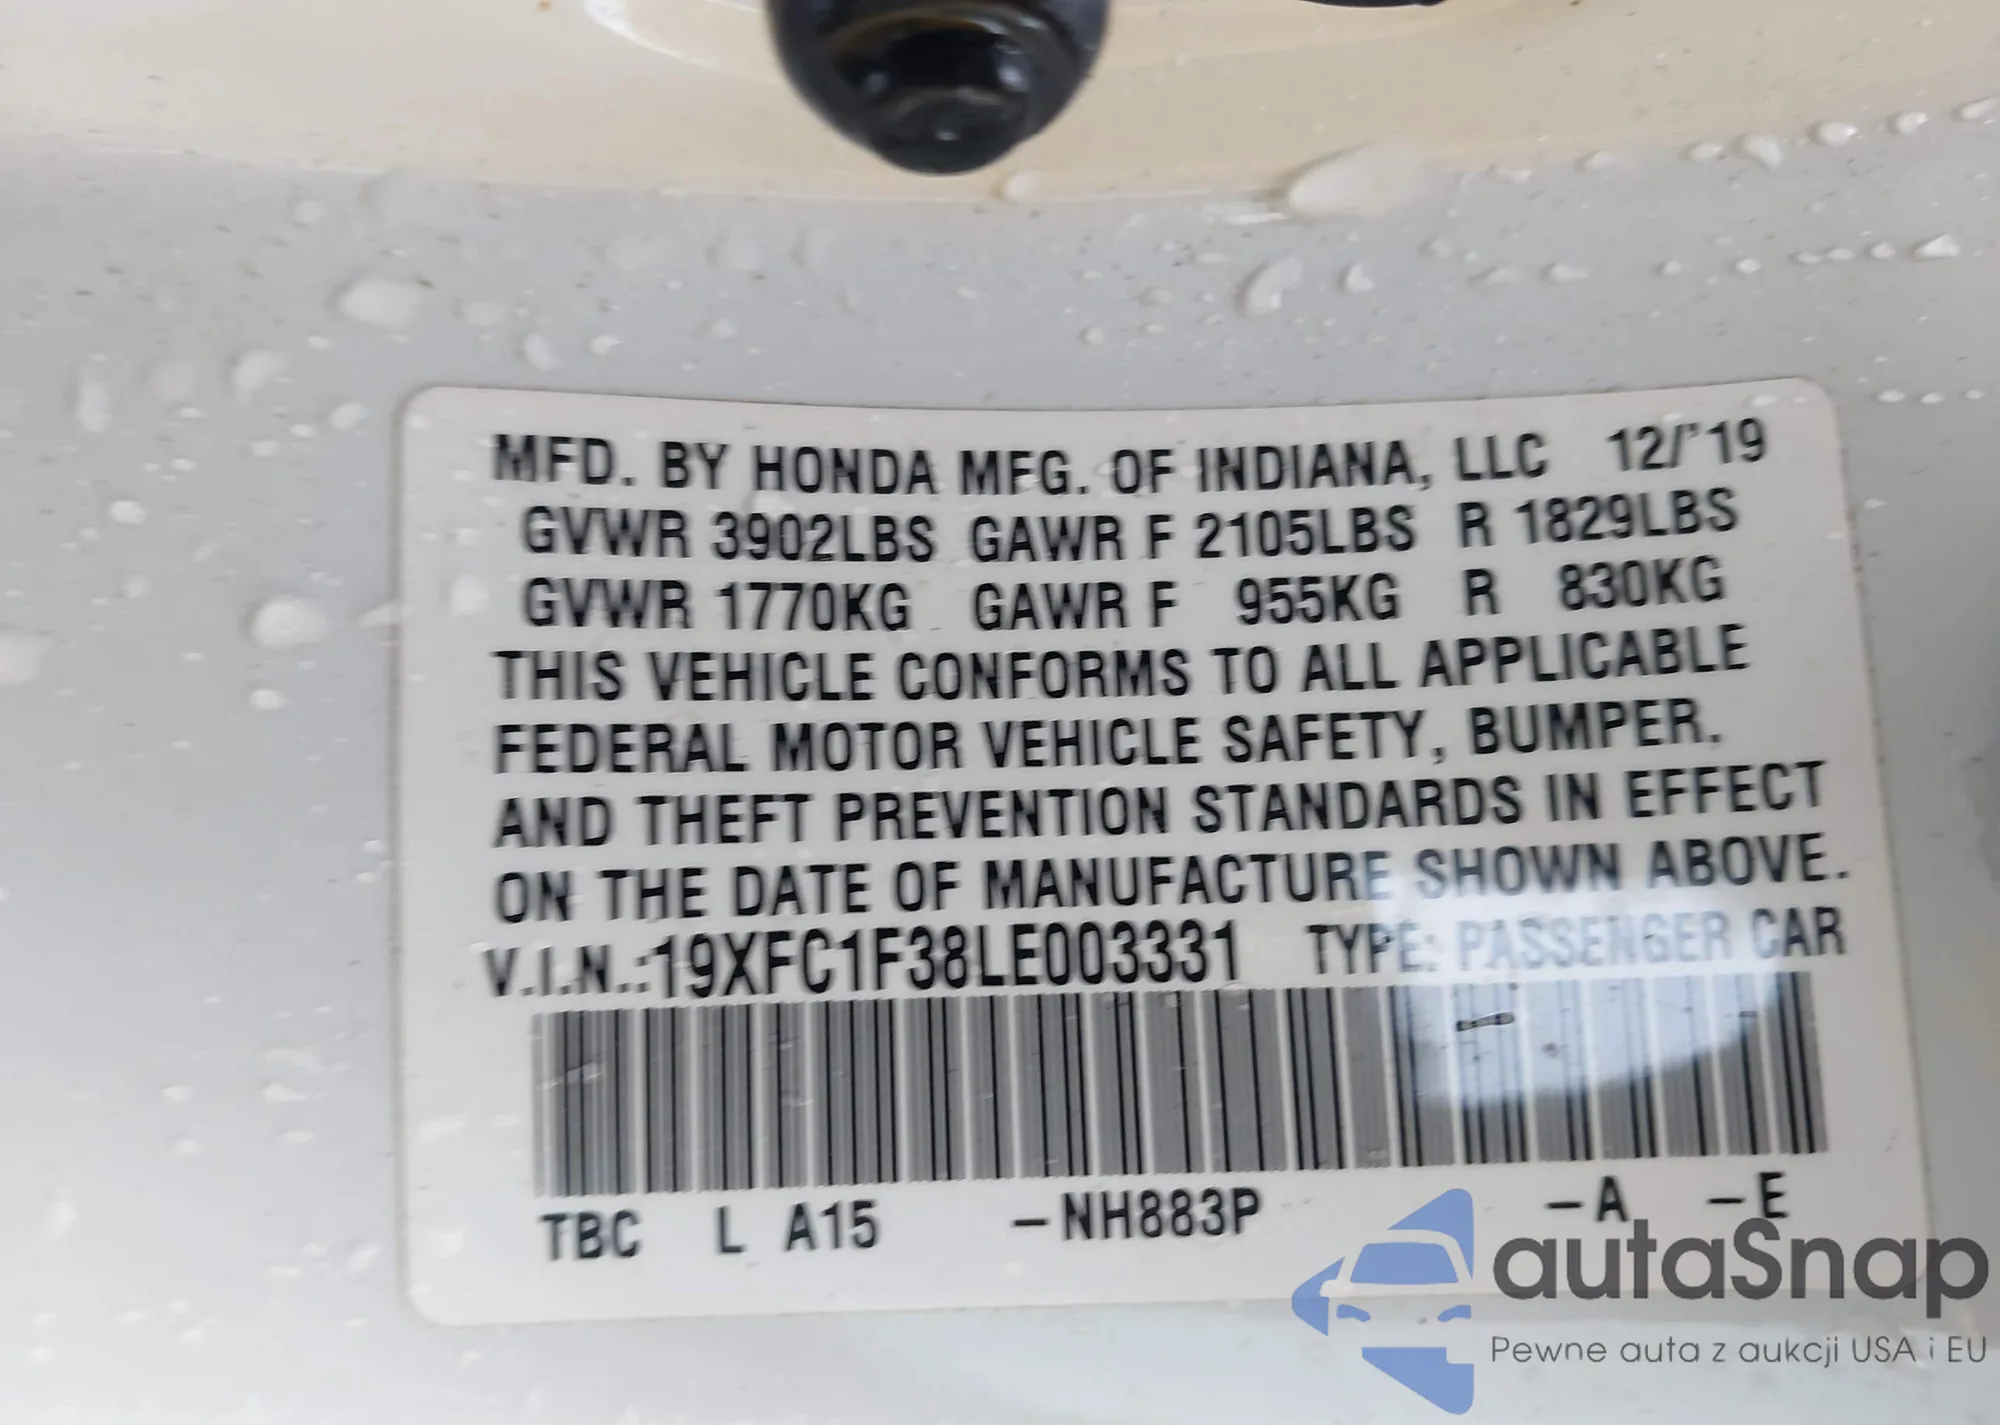 MFD. BY HONDA MFG. OF INDIANA, LLC 12/'19
GVWR 3902LBS GAWR F 2105LBS R 1829LBS
GVWR 1770KG GAWR F 955KG R 830KG
THIS VEHICLE CONFORMS TO ALL APPLICABLE
FEDERAL MOTOR VEHICLE SAFETY, BUMPER,
AND THEFT PREVENTION STANDARDS IN EFFECT
ON THE DATE OF MANUFACTURE SHOWN ABOVE.
V.I.N.:19XFC1F38LE003331 TYPE: PASSENGER CAR
TBC L A15 -NH883P -A -E
autaSnap
Pewne auta z aukcji USA i EU